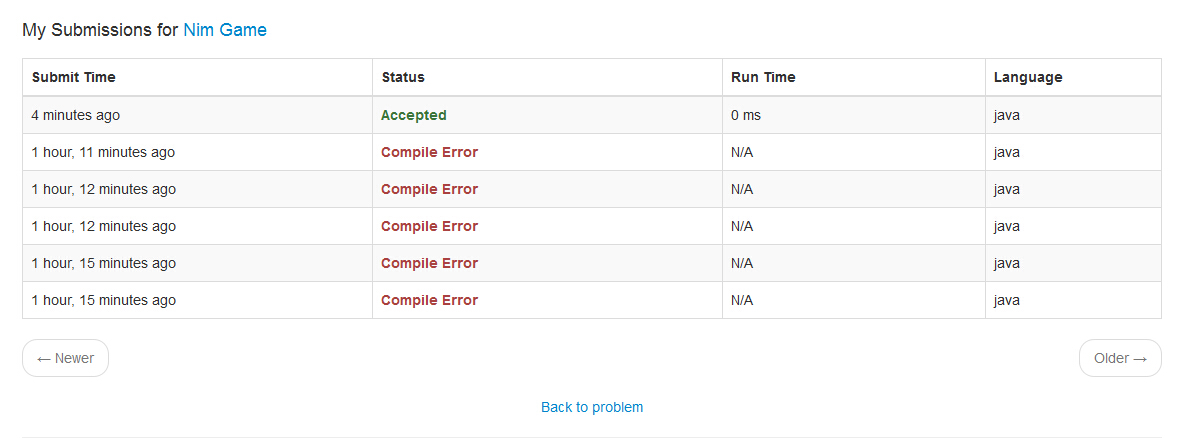 My Submissions for Nim Game
Submit Time Status Run Time Language
4 minutes ago Accepted 0 ms java
1 hour, 11 minutes ago Compile Error N/A java
1 hour, 12 minutes ago Compile Error N/A java
1 hour, 12 minutes ago Compile Error N/A java
1 hour, 15 minutes ago Compile Error N/A java
1 hour, 15 minutes ago Compile Error N/A java
← Newer Older →
Back to problem